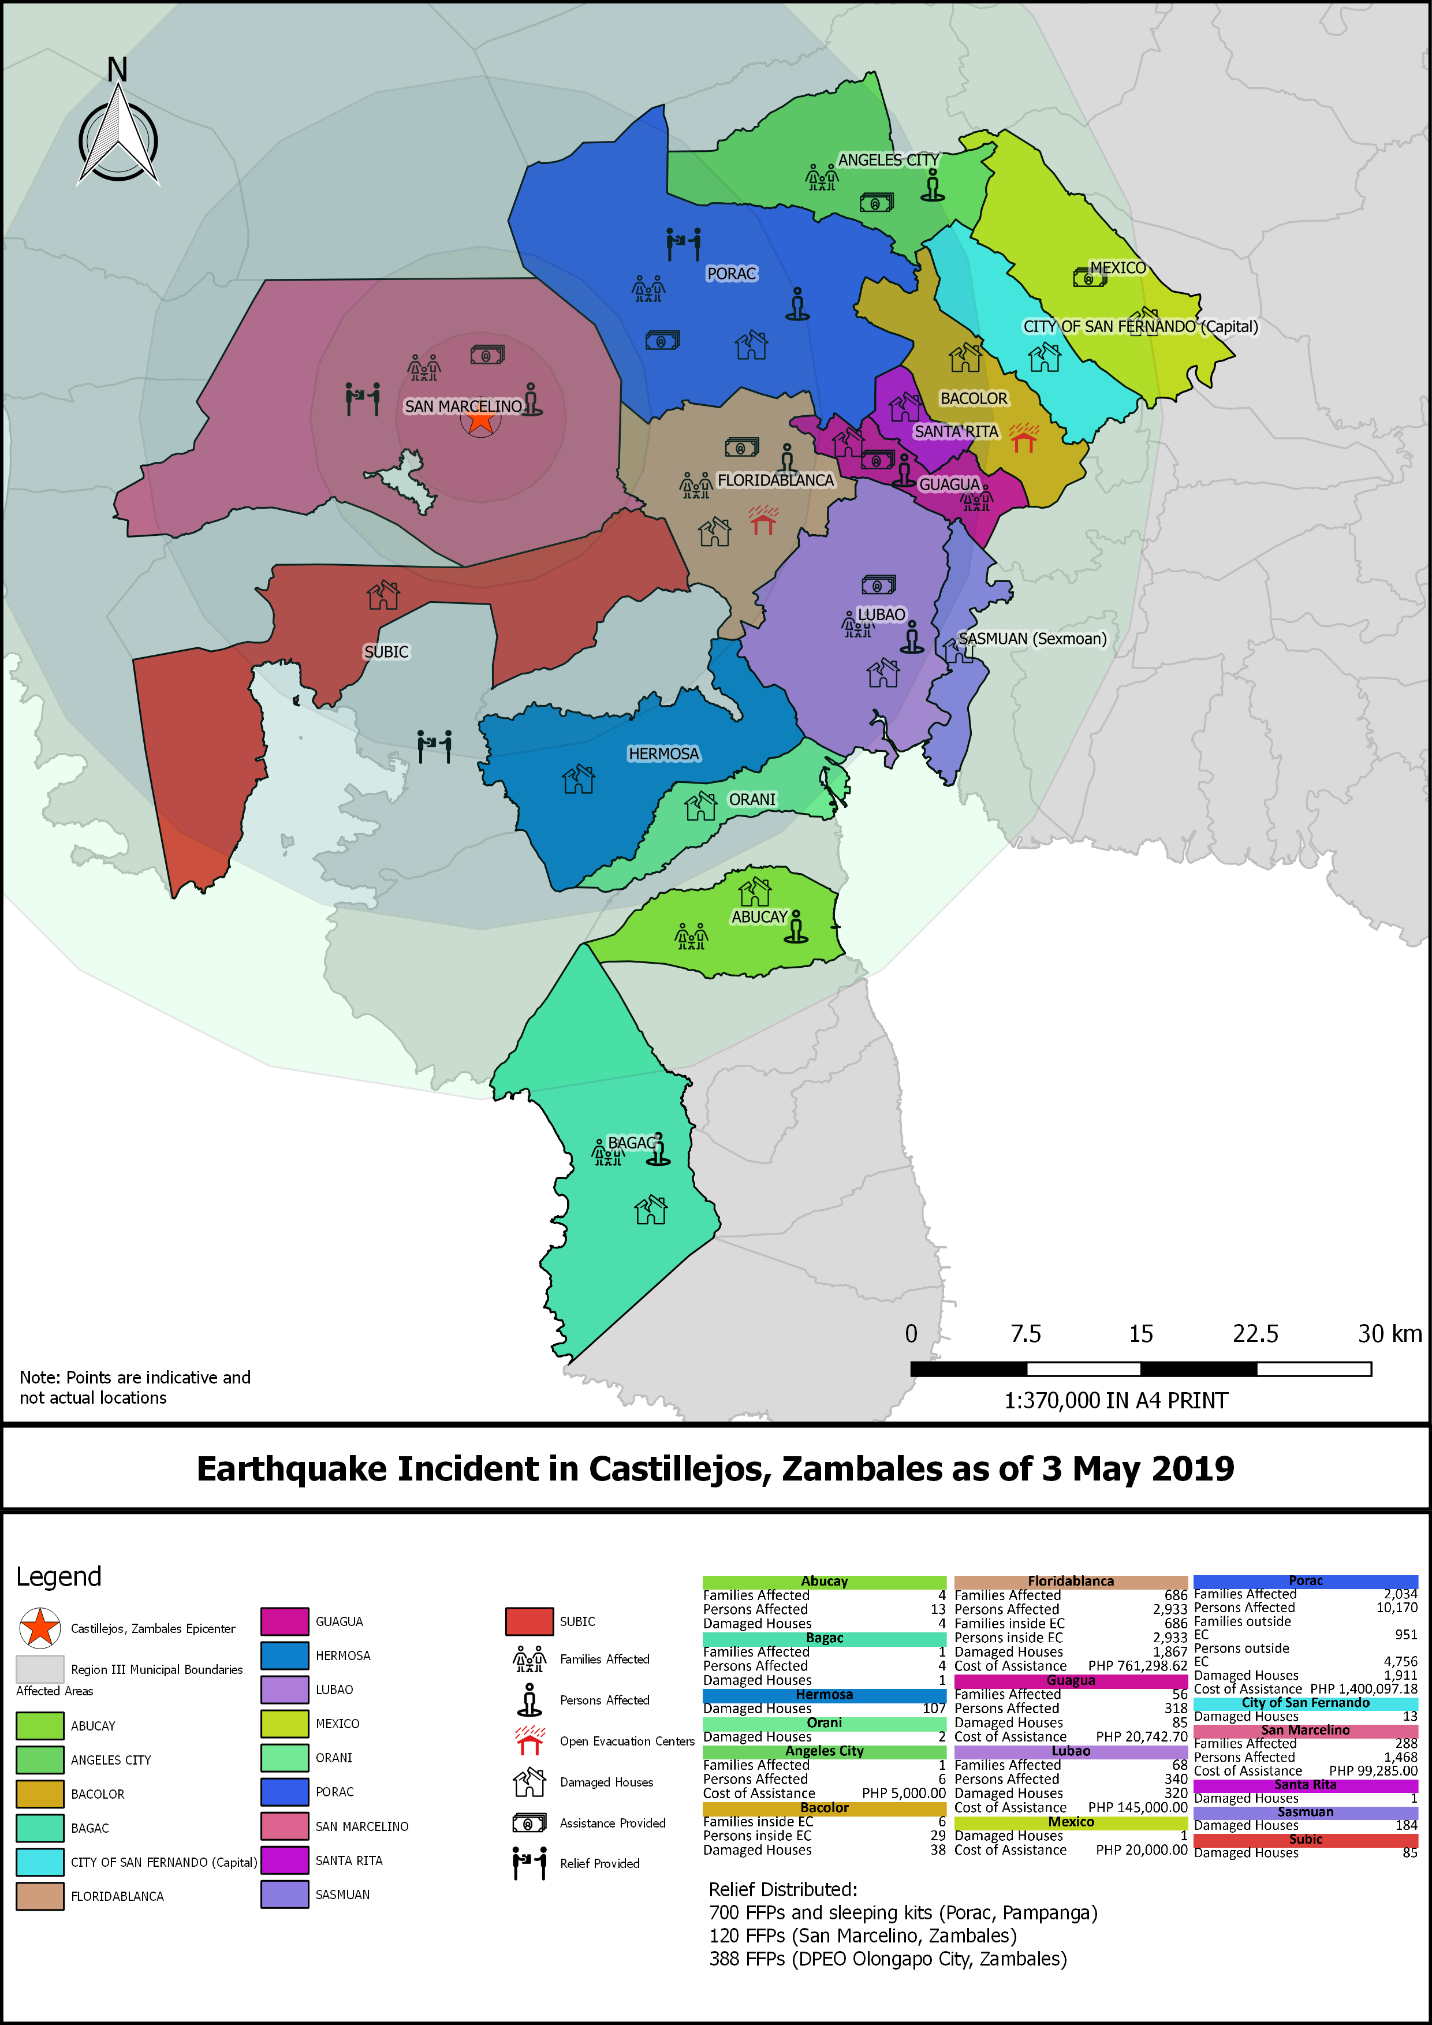 N
ANGELES CITY
MEXICO
PORAC
CITY OF SAN FERNANDO (Capital)
BACOLOR
SAN MARCELINO
SANTA RITA
FLORIDABLANCA
GUAGUA
LUBAO
SASMUAN (Sexmoan)
SUBIC
HERMOSA
ORANI
ABUCAY
BAGAC
0 7.5 15 22.5 30 km
1:370,000 IN A4 PRINT
Note: Points are indicative and
not actual locations
Earthquake Incident in Castillejos, Zambales as of 3 May 2019
Legend
Castillejos, Zambales Epicenter
Region III Municipal Boundaries
Affected Areas
ABUCAY
ANGELES CITY
BACOLOR
BAGAC
CITY OF SAN FERNANDO (Capital)
FLORIDABLANCA
GUAGUA
HERMOSA
LUBAO
MEXICO
ORANI
PORAC
SAN MARCELINO
SANTA RITA
SASMUAN
SUBIC
Families Affected
Persons Affected
Open Evacuation Centers
Damaged Houses
Assistance Provided
Relief Provided
Abucay
Families Affected 4
Persons Affected 13
Damaged Houses 4
Bagac
Families Affected 1
Persons Affected 4
Damaged Houses 1
Hermosa
Damaged Houses 107
Orani
Damaged Houses 2
Angeles City
Families Affected 1
Persons Affected 6
Cost of Assistance PHP 5,000.00
Bacolor
Families inside EC 6
Persons inside EC 29
Damaged Houses 38
Floridablanca
Families Affected 686
Persons Affected 2,933
Families inside EC 686
Persons inside EC 2,933
Damaged Houses 1,867
Cost of Assistance PHP 761,298.62
Guagua
Families Affected 56
Persons Affected 318
Damaged Houses 85
Cost of Assistance PHP 20,742.70
Lubao
Families Affected 68
Persons Affected 340
Damaged Houses 320
Cost of Assistance PHP 145,000.00
Mexico
Damaged Houses 1
Cost of Assistance PHP 20,000.00
Porac
Families Affected 2,034
Persons Affected 10,170
Families outside
EC 951
Persons outside
EC 4,756
Damaged Houses 1,911
Cost of Assistance PHP 1,400,097.18
City of San Fernando
Damaged Houses 13
San Marcelino
Families Affected 288
Persons Affected 1,468
Cost of Assistance PHP 99,285.00
Santa Rita
Damaged Houses 1
Sasmuan
Damaged Houses 184
Subic
Damaged Houses 85
Relief Distributed:
700 FFPs and sleeping kits (Porac, Pampanga)
120 FFPs (San Marcelino, Zambales)
388 FFPs (DPEO Olongapo City, Zambales)